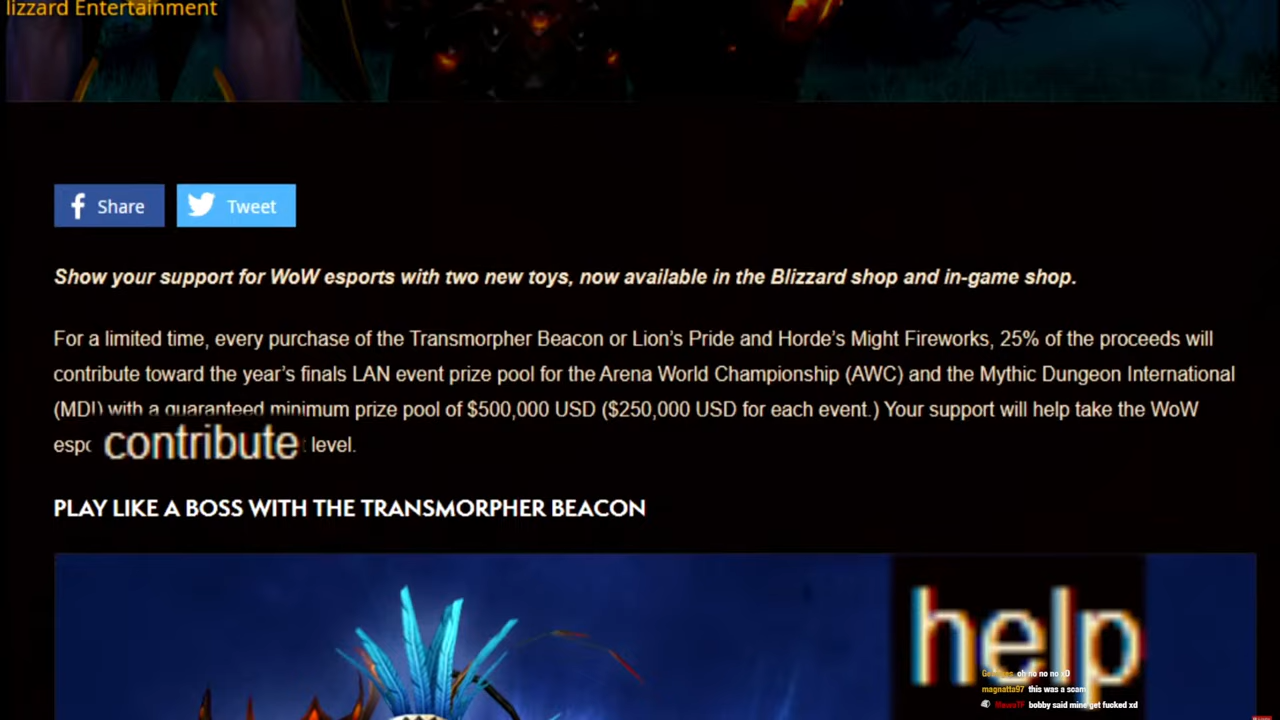 lizzard Entertainment
Share Tweet
Show your support for WoW esports with two new toys, now available in the Blizzard shop and in-game shop.
For a limited time, every purchase of the Transmorpher Beacon or Lion's Pride and Horde's Might Fireworks, 25% of the proceeds will
contribute toward the year's finals LAN event prize pool for the Arena World Championship (AWC) and the Mythic Dungeon International
(MDI) with a guaranteed minimum prize pool of $500,000 USD ($250,000 USD for each event.) Your support will help take the WoW
espo contribute level.
PLAY LIKE A BOSS WITH THE TRANSMORPHER BEACON
help
oh no no no xD
magnatta97 this was a scam
bobby said mine get fucked xd